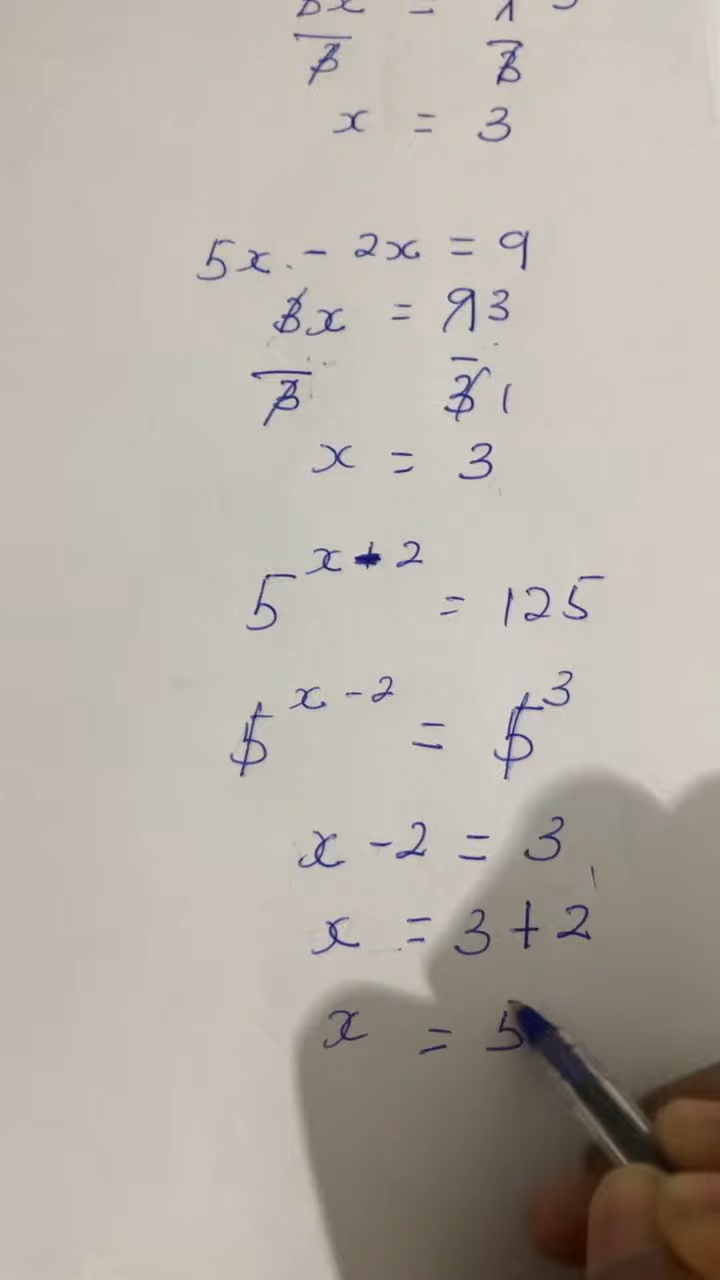 x = 3
5x - 2x = 9
3x = 9 3
3 3 1
x = 3
5^{x - 2} = 125
5^{x - 2} = 5^3
x - 2 = 3
x = 3 + 2
x = 5